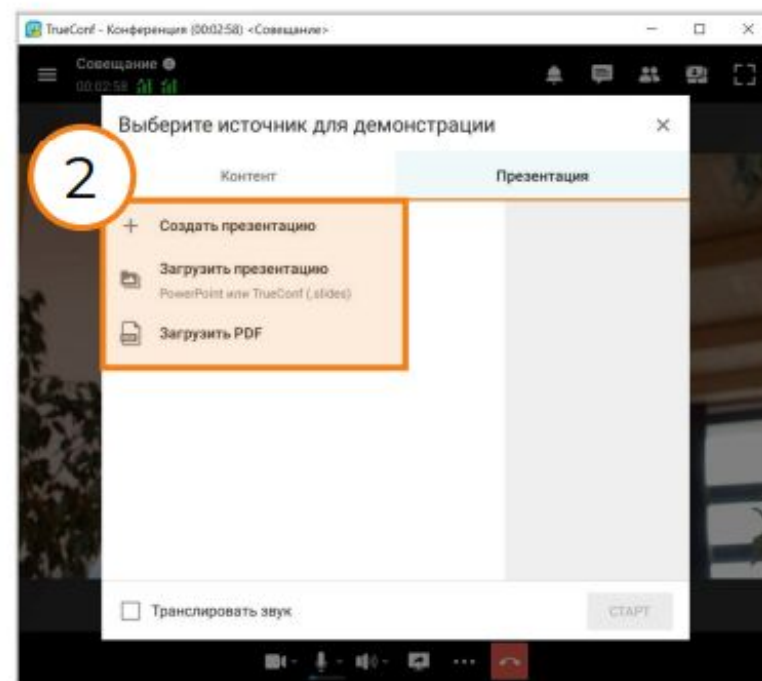 TrueConf - Конференция (00:02:58) <Совещание>
Совещание
00:02:58
Выберите источник для демонстрации
2
Контент
Презентация
Создать презентацию
Загрузить презентацию
PowerPoint или TrueConf (.slides)
Загрузить PDF
Транслировать звук
СТАРТ